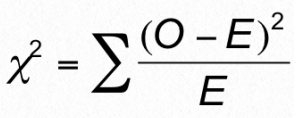 χ² = ∑ (O – E)² / E